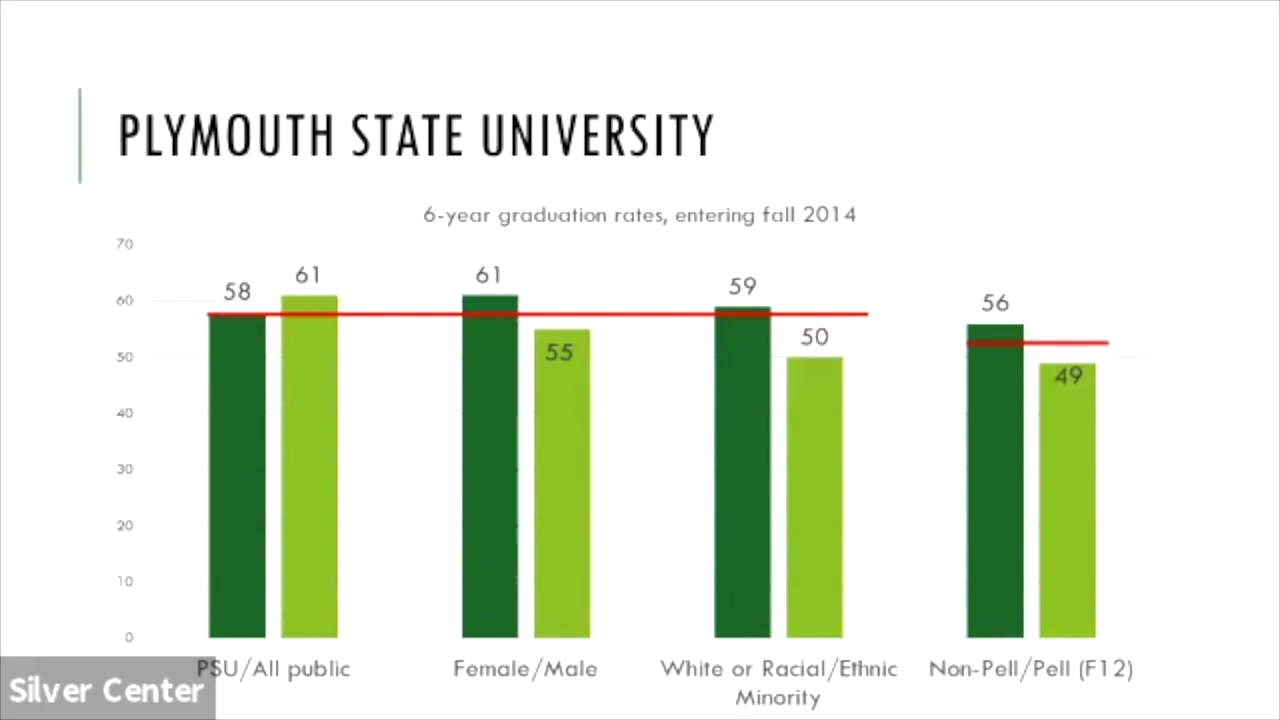 PLYMOUTH STATE UNIVERSITY
6-year graduation rates, entering fall 2014
70
60
50
40
30
20
10
0
58
61
61
55
59
50
56
49
PSU/All public
Female/Male
White or Racial/Ethnic
Minority
Non-Pell/Pell (F12)
Silver Center